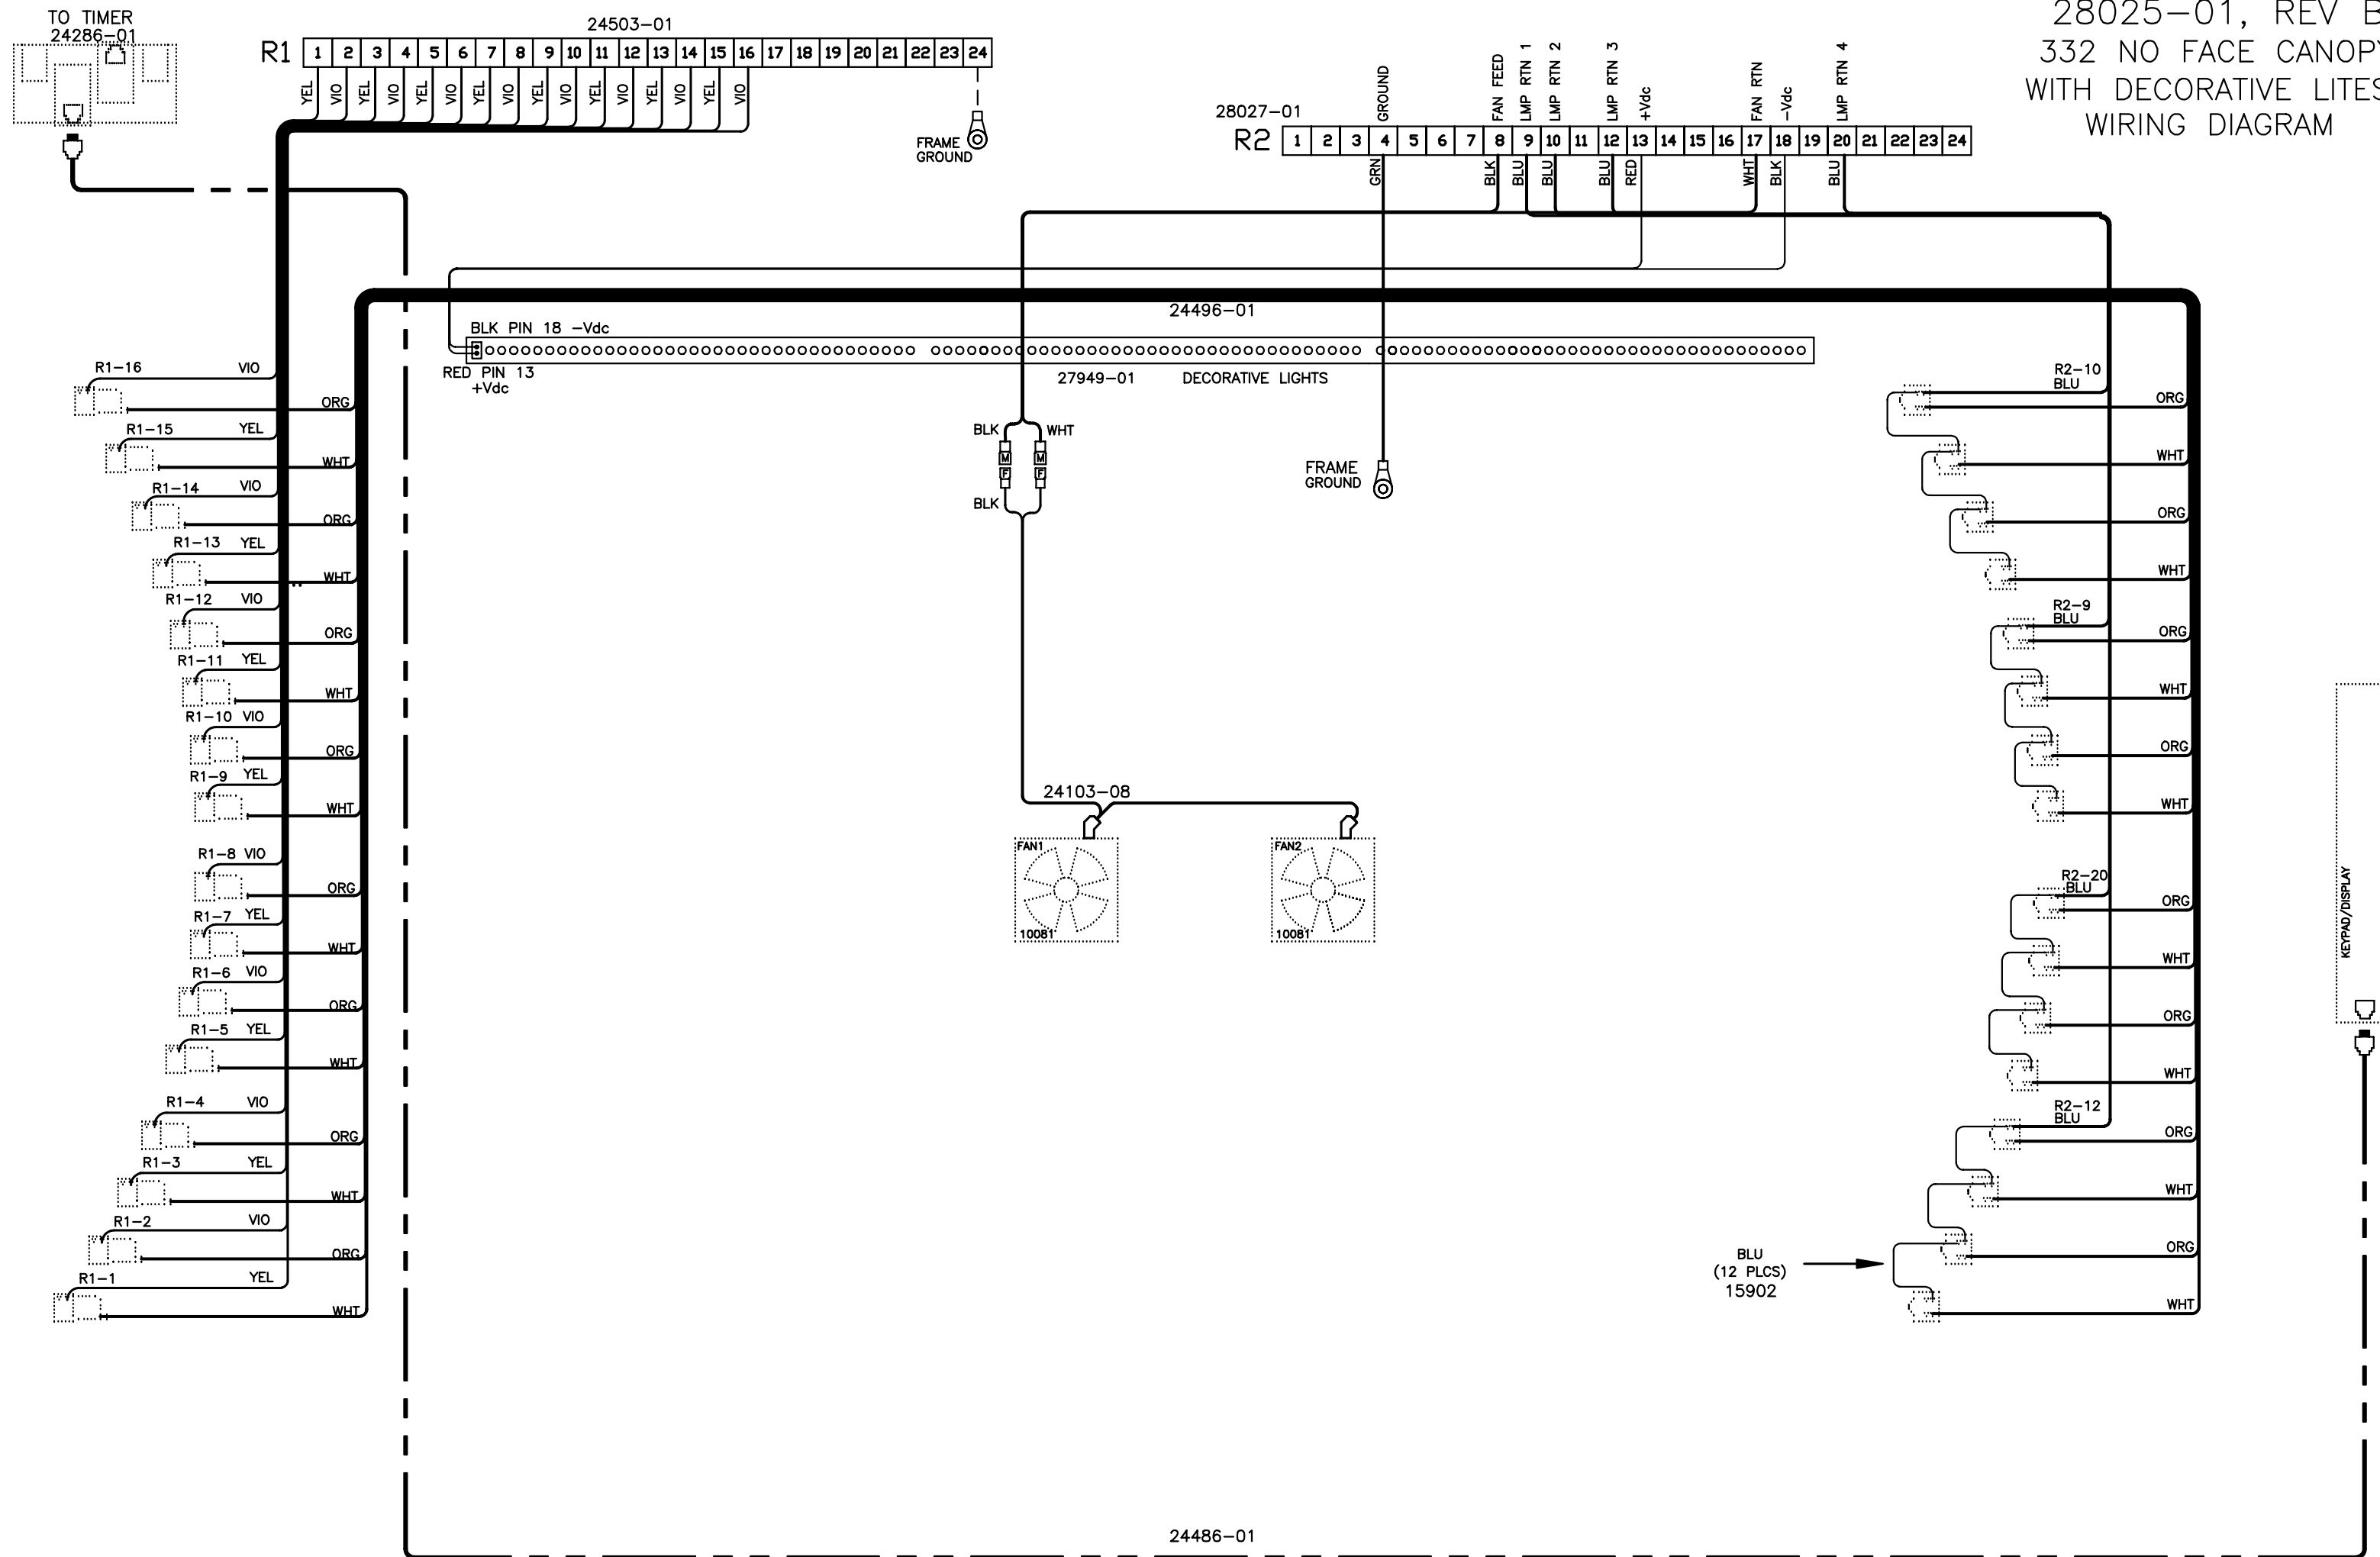 TO TIMER
24286-01
24503-01
R1 1 2 3 4 5 6 7 8 9 10 11 12 13 14 15 16 17 18 19 20 21 22 23 24
YEL VIO YEL VIO YEL VIO YEL VIO YEL VIO YEL VIO YEL VIO YEL VIO
FRAME
GROUND
28025-01, REV B
332 NO FACE CANOPY
WITH DECORATIVE LITES
WIRING DIAGRAM
GROUND FAN FEED LMP RTN 1 LMP RTN 2 LMP RTN 3 +Vdc FAN RTN -Vdc LMP RTN 4
28027-01
R2 1 2 3 4 5 6 7 8 9 10 11 12 13 14 15 16 17 18 19 20 21 22 23 24
GRN BLK BLU BLU BLU RED WHT BLK BLU
24496-01
BLK PIN 18 -Vdc
RED PIN 13
+Vdc
27949-01 DECORATIVE LIGHTS
R1-16 VIO
ORG
R1-15 YEL
WHT
R1-14 VIO
ORG
R1-13 YEL
WHT
R1-12 VIO
ORG
R1-11 YEL
WHT
R1-10 VIO
ORG
R1-9 YEL
WHT
R1-8 VIO
ORG
R1-7 YEL
WHT
R1-6 VIO
ORG
R1-5 YEL
WHT
R1-4 VIO
ORG
R1-3 YEL
WHT
R1-2 VIO
ORG
R1-1 YEL
WHT
BLK WHT
M M
F F
BLK
FRAME
GROUND
24103-08
FAN1
10081
FAN2
10081
R2-10
BLU
ORG
WHT
ORG
WHT
R2-9
BLU
ORG
WHT
ORG
WHT
R2-20
BLU
ORG
WHT
ORG
WHT
R2-12
BLU
ORG
WHT
ORG
WHT
BLU
(12 PLCS)
15902
KEYPAD/DISPLAY
24486-01